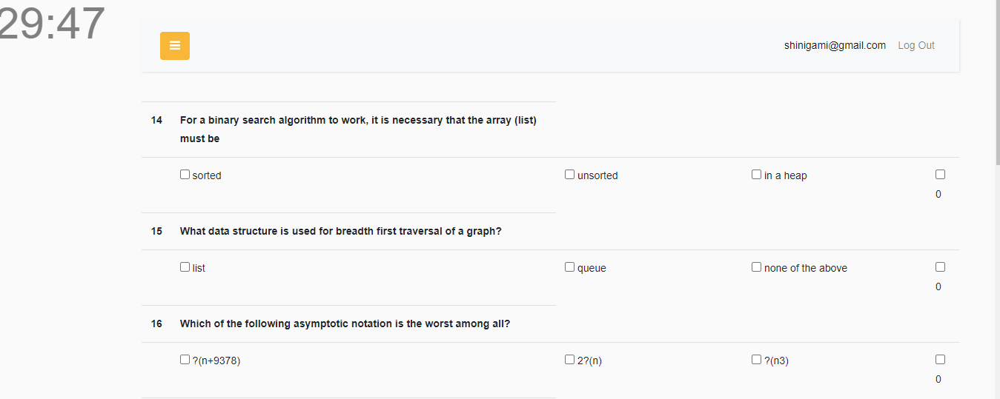 29:47
shinigami@gmail.com Log Out
14 For a binary search algorithm to work, it is necessary that the array (list)
must be
sorted unsorted in a heap
0
15 What data structure is used for breadth first traversal of a graph?
list queue none of the above
0
16 Which of the following asymptotic notation is the worst among all?
?(n+9378) 2?(n) ?(n3)
0